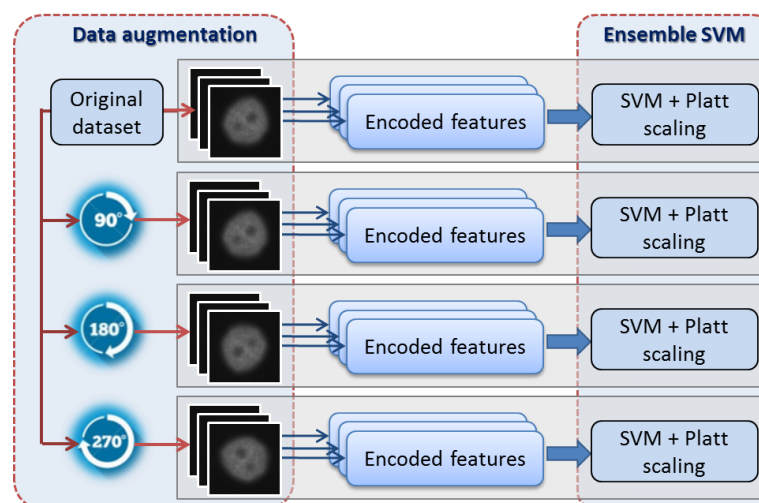 Data augmentation
Ensemble SVM
Original
dataset
Encoded features
SVM + Platt
scaling
90°
Encoded features
SVM + Platt
scaling
180°
Encoded features
SVM + Platt
scaling
270°
Encoded features
SVM + Platt
scaling